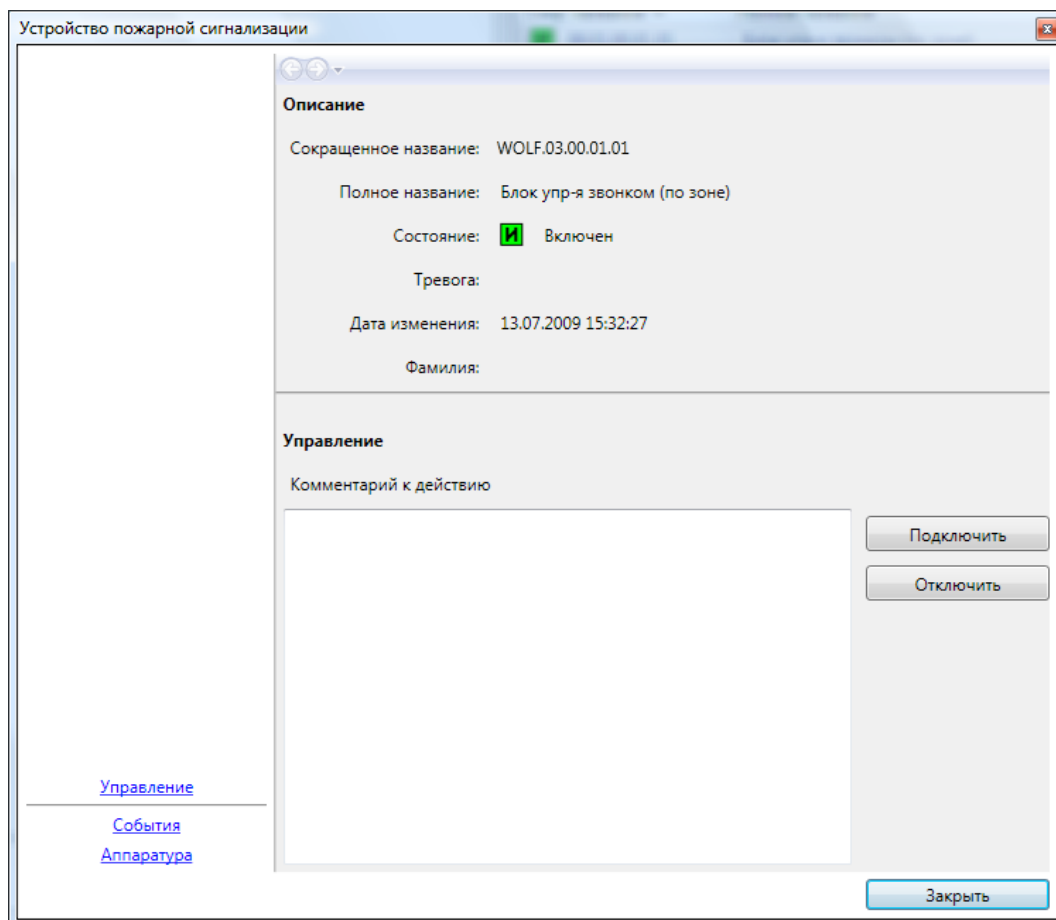 Устройство пожарной сигнализации
Описание
Сокращенное название: WOLF.03.00.01.01
Полное название: Блок упр-я звонком (по зоне)
Состояние: И Включен
Тревога:
Дата изменения: 13.07.2009 15:32:27
Фамилия:
Управление
Комментарий к действию
Подключить
Отключить
Управление
События
Аппаратура
Закрыть